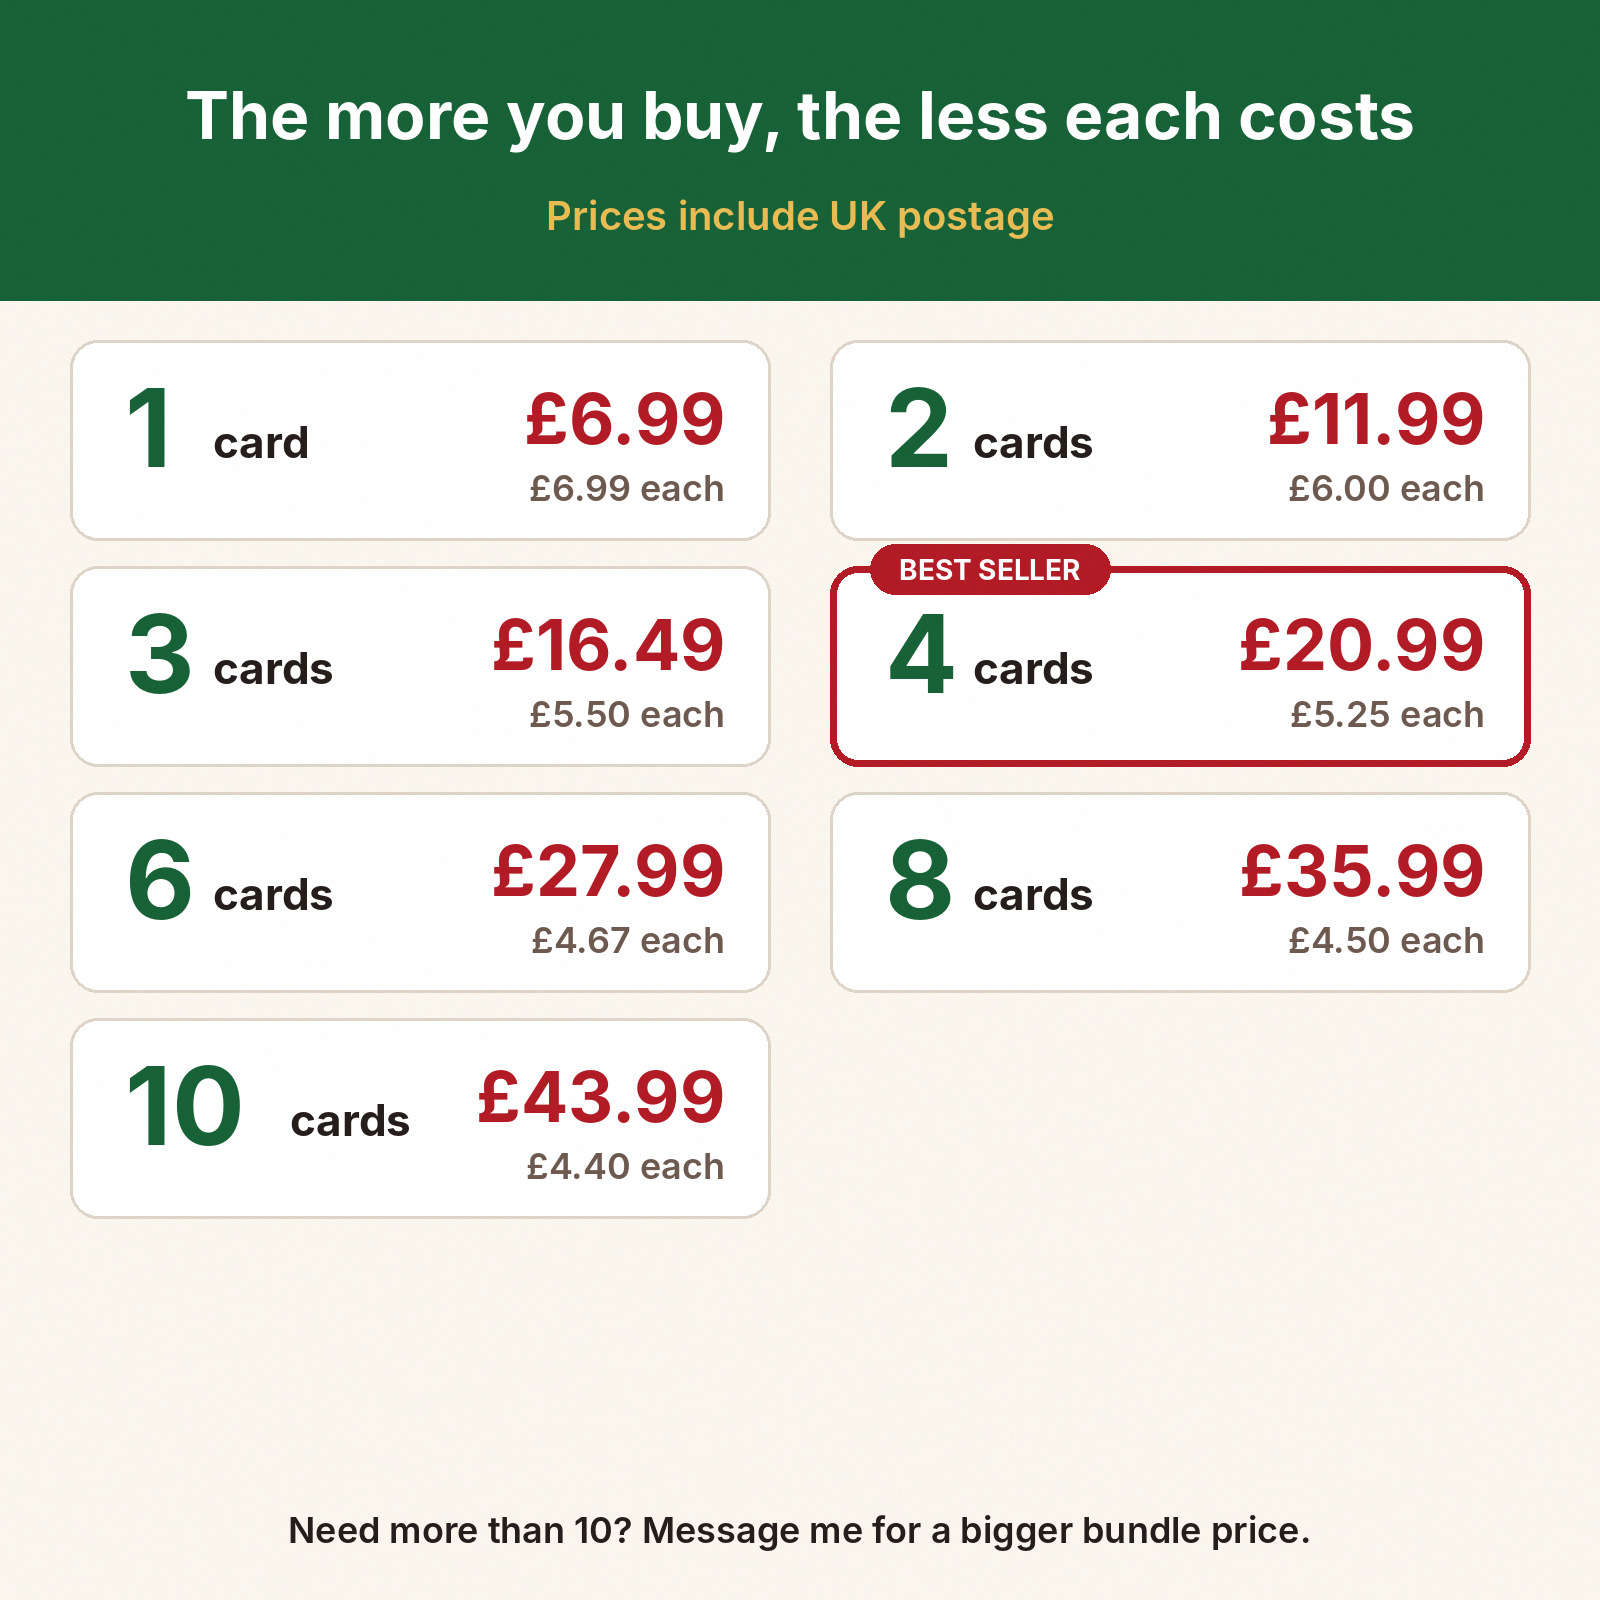 The more you buy, the less each costs
Prices include UK postage
1 card £6.99
£6.99 each
2 cards £11.99
£6.00 each
3 cards £16.49
£5.50 each
BEST SELLER
4 cards £20.99
£5.25 each
6 cards £27.99
£4.67 each
8 cards £35.99
£4.50 each
10 cards £43.99
£4.40 each
Need more than 10? Message me for a bigger bundle price.